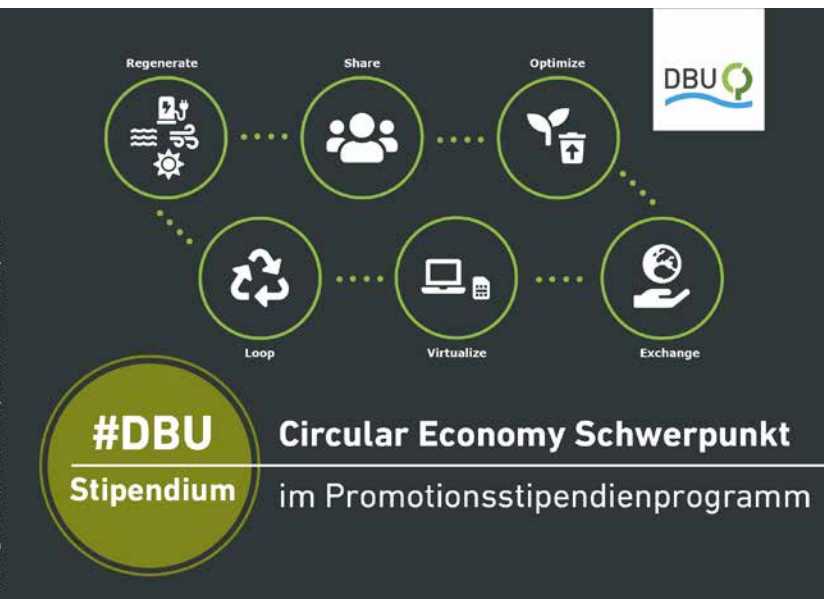 Regenerate
Share
Optimize
DBU
Loop
Virtualize
Exchange
#DBU
Stipendium
Circular Economy Schwerpunkt
im Promotionsstipendienprogramm